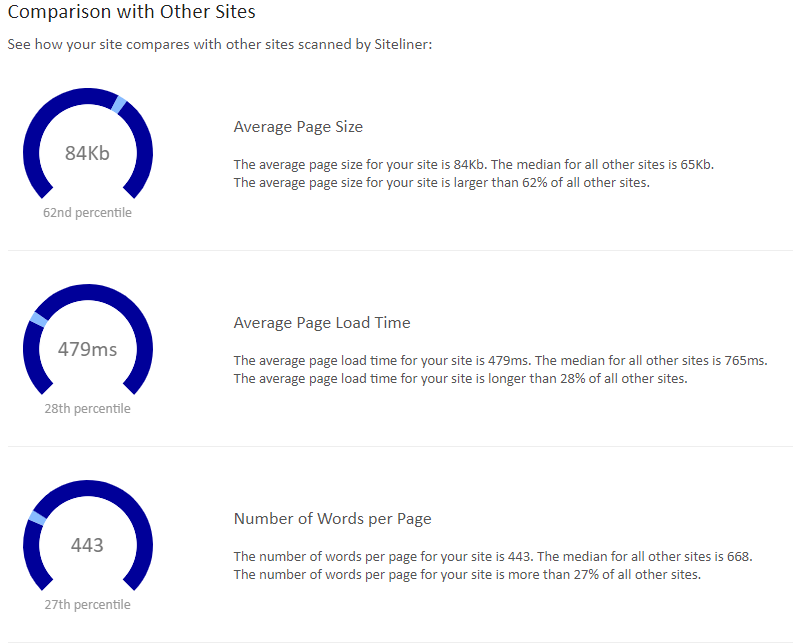 Comparison with Other Sites
See how your site compares with other sites scanned by Siteliner:
84Kb
62nd percentile
Average Page Size
The average page size for your site is 84Kb. The median for all other sites is 65Kb.
The average page size for your site is larger than 62% of all other sites.
479ms
28th percentile
Average Page Load Time
The average page load time for your site is 479ms. The median for all other sites is 765ms.
The average page load time for your site is longer than 28% of all other sites.
443
27th percentile
Number of Words per Page
The number of words per page for your site is 443. The median for all other sites is 668.
The number of words per page for your site is more than 27% of all other sites.